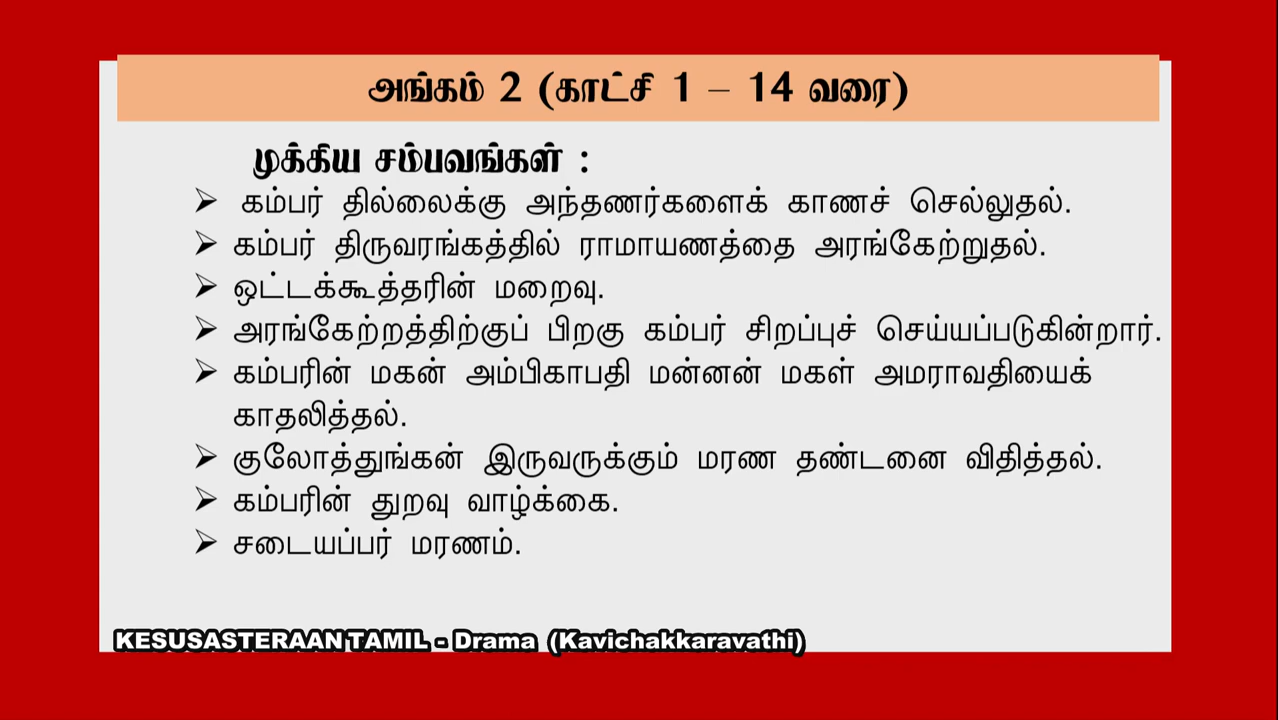 அங்கம் 2 (காட்சி 1 – 14 வரை)
முக்கிய சம்பவங்கள் :
➢ கம்பர் தில்லைக்கு அந்தணர்களைக் காணச் செல்லுதல்.
➢ கம்பர் திருவரங்கத்தில் ராமாயணத்தை அரங்கேற்றுதல்.
➢ ஒட்டக்கூத்தரின் மறைவு.
➢ அரங்கேற்றத்திற்குப் பிறகு கம்பர் சிறப்புச் செய்யப்படுகின்றார்.
➢ கம்பரின் மகன் அம்பிகாபதி மன்னன் மகள் அமராவதியைக்
காதலித்தல்.
➢ குலோத்துங்கன் இருவருக்கும் மரண தண்டனை விதித்தல்.
➢ கம்பரின் துறவு வாழ்க்கை.
➢ சடையப்பர் மரணம்.
KESUSASTERAAN TAMIL - Drama (Kavichakkaravathi)